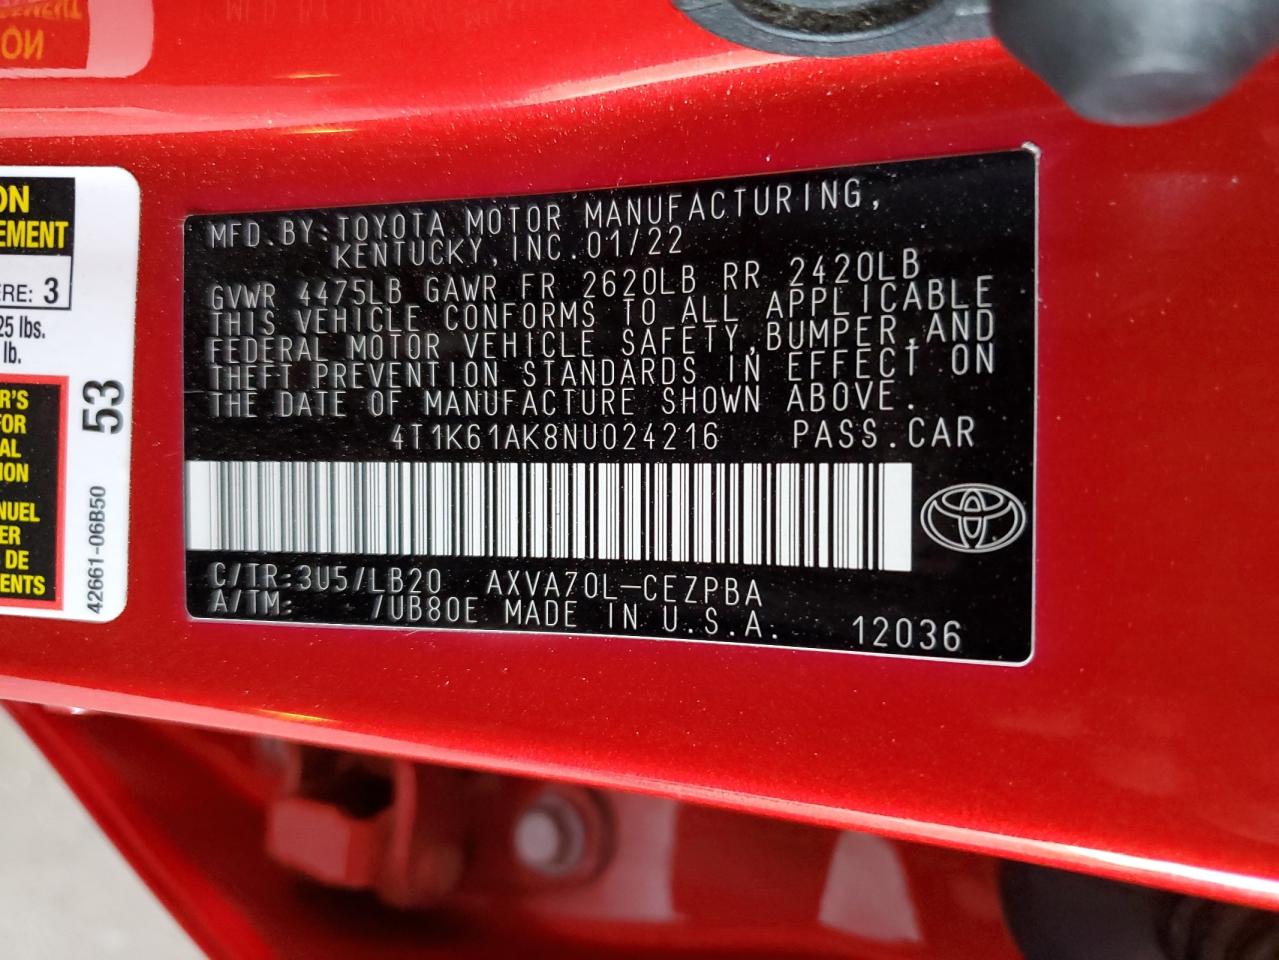 ON
EMENT
ERE: 3
25 lbs.
lb.
R'S
FOR
AL
TION
NUEL
ER
DE
ENTS
53
42661-06B50
MFD.BY:TOYOTA MOTOR MANUFACTURING,
KENTUCKY,INC.01/22
GVWR 4475LB GAWR FR 2620LB RR 2420LB
THIS VEHICLE CONFORMS TO ALL APPLICABLE
FEDERAL MOTOR VEHICLE SAFETY,BUMPER,AND
THEFT PREVENTION STANDARDS IN EFFECT ON
THE DATE OF MANUFACTURE SHOWN ABOVE.
4T1K61AK8NU024216 PASS.CAR
C/TR:3U5/LB20 AXVA70L-CEZPBA
A/TM: /UB80E MADE IN U.S.A. 12036